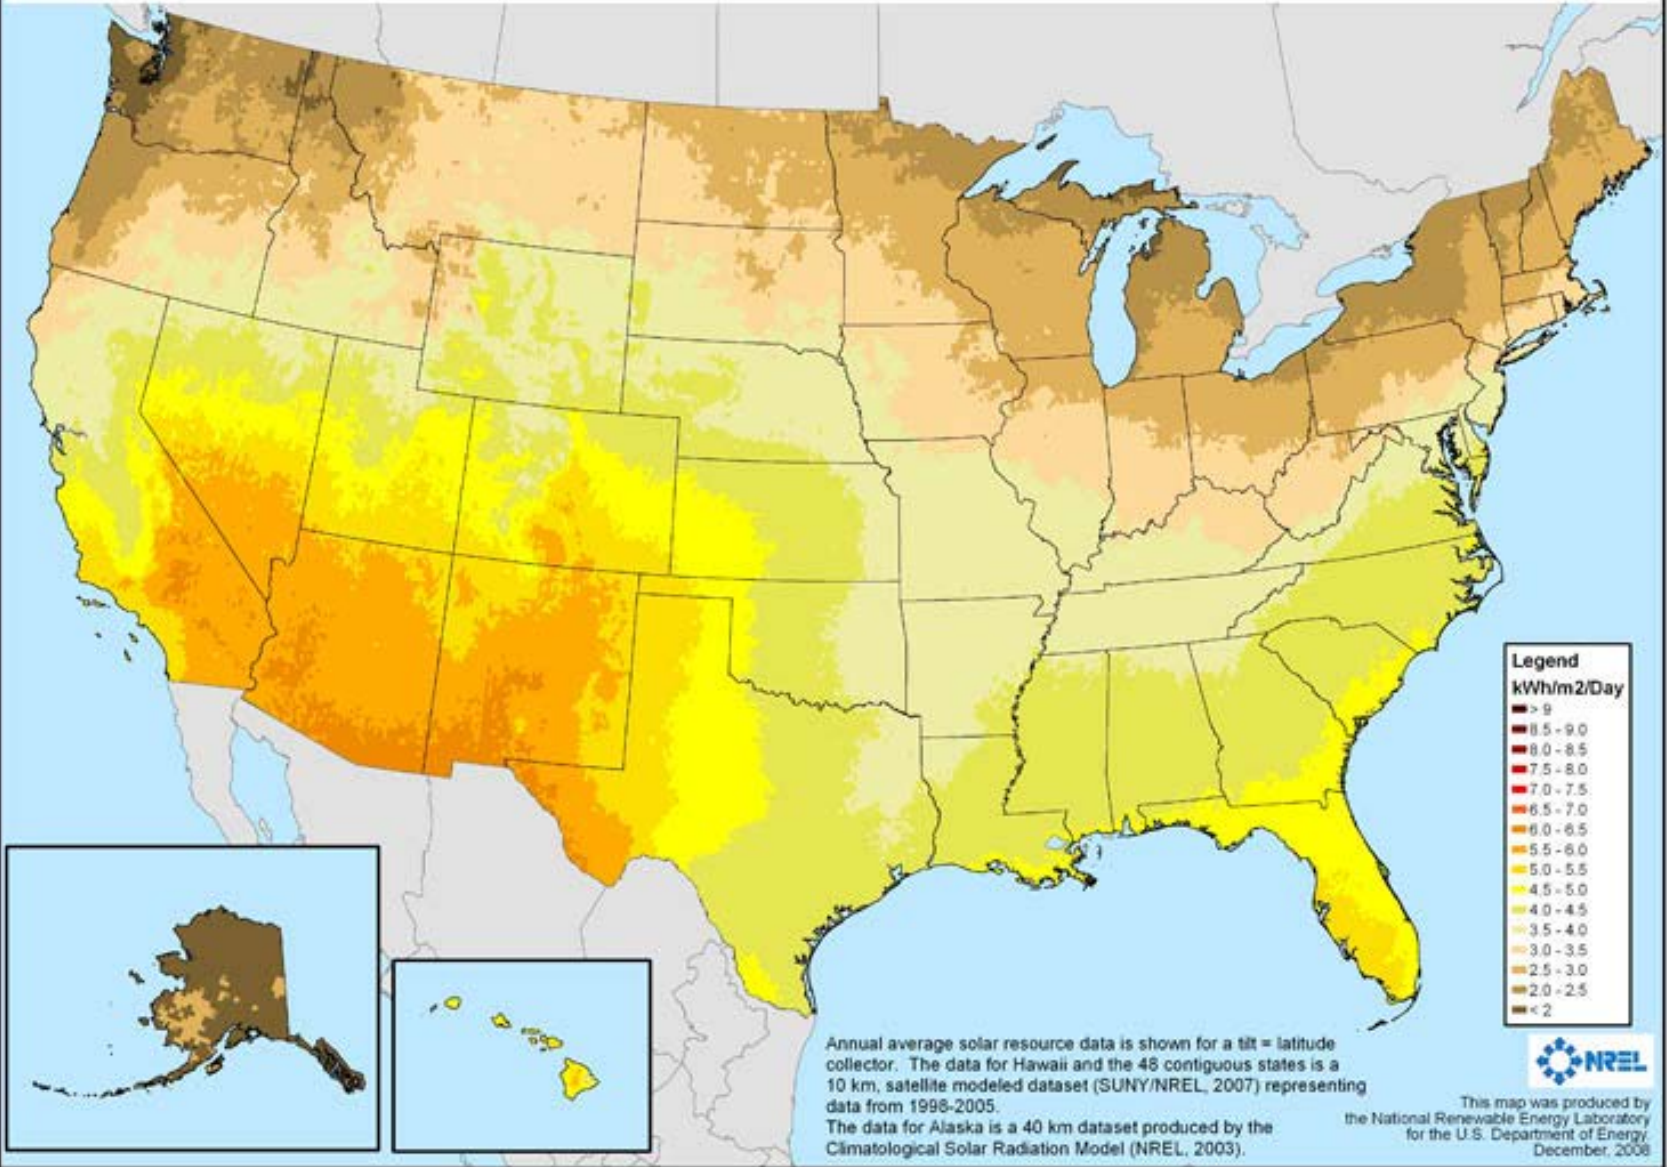 Legend
kWh/m2/Day
> 9
8.5 - 9.0
8.0 - 8.5
7.5 - 8.0
7.0 - 7.5
6.5 - 7.0
6.0 - 6.5
5.5 - 6.0
5.0 - 5.5
4.5 - 5.0
4.0 - 4.5
3.5 - 4.0
3.0 - 3.5
2.5 - 3.0
2.0 - 2.5
< 2
Annual average solar resource data is shown for a tilt = latitude
collector. The data for Hawaii and the 48 contiguous states is a
10 km, satellite modeled dataset (SUNY/NREL, 2007) representing
data from 1998-2005.
The data for Alaska is a 40 km dataset produced by the
Climatological Solar Radiation Model (NREL, 2003).
NREL
This map was produced by
the National Renewable Energy Laboratory
for the U.S. Department of Energy.
December, 2008